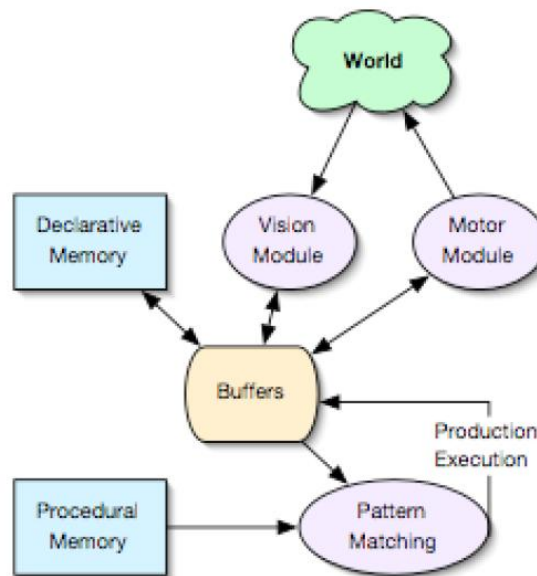 World
Declarative
Memory
Vision
Module
Motor
Module
Buffers
Production
Execution
Procedural
Memory
Pattern
Matching